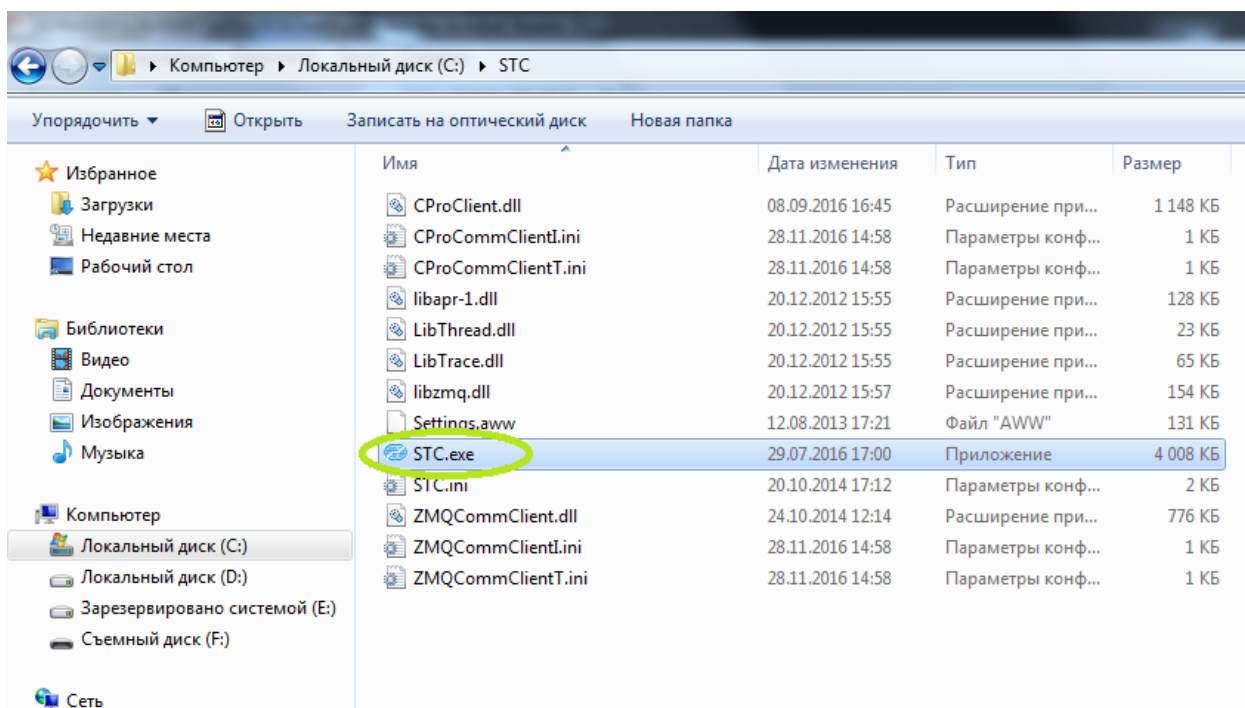 Компьютер Локальный диск (C:) STC
Упорядочить Открыть Записать на оптический диск Новая папка
Избранное
Загрузки
Недавние места
Рабочий стол
Библиотеки
Видео
Документы
Изображения
Музыка
Компьютер
Локальный диск (C:)
Локальный диск (D:)
Зарезервировано системой (E:)
Съемный диск (F:)
Сеть
Имя Дата изменения Тип Размер
CProClient.dll 08.09.2016 16:45 Расширение при... 1 148 КБ
CProCommClientI.ini 28.11.2016 14:58 Параметры конф... 1 КБ
CProCommClientT.ini 28.11.2016 14:58 Параметры конф... 1 КБ
libapr-1.dll 20.12.2012 15:55 Расширение при... 128 КБ
LibThread.dll 20.12.2012 15:55 Расширение при... 23 КБ
LibTrace.dll 20.12.2012 15:55 Расширение при... 65 КБ
libzmq.dll 20.12.2012 15:57 Расширение при... 154 КБ
Settings.aww 12.08.2013 17:21 Файл "AWW" 131 КБ
STC.exe 29.07.2016 17:00 Приложение 4 008 КБ
STC.ini 20.10.2014 17:12 Параметры конф... 2 КБ
ZMQCommClient.dll 24.10.2014 12:14 Расширение при... 776 КБ
ZMQCommClientI.ini 28.11.2016 14:58 Параметры конф... 1 КБ
ZMQCommClientT.ini 28.11.2016 14:58 Параметры конф... 1 КБ